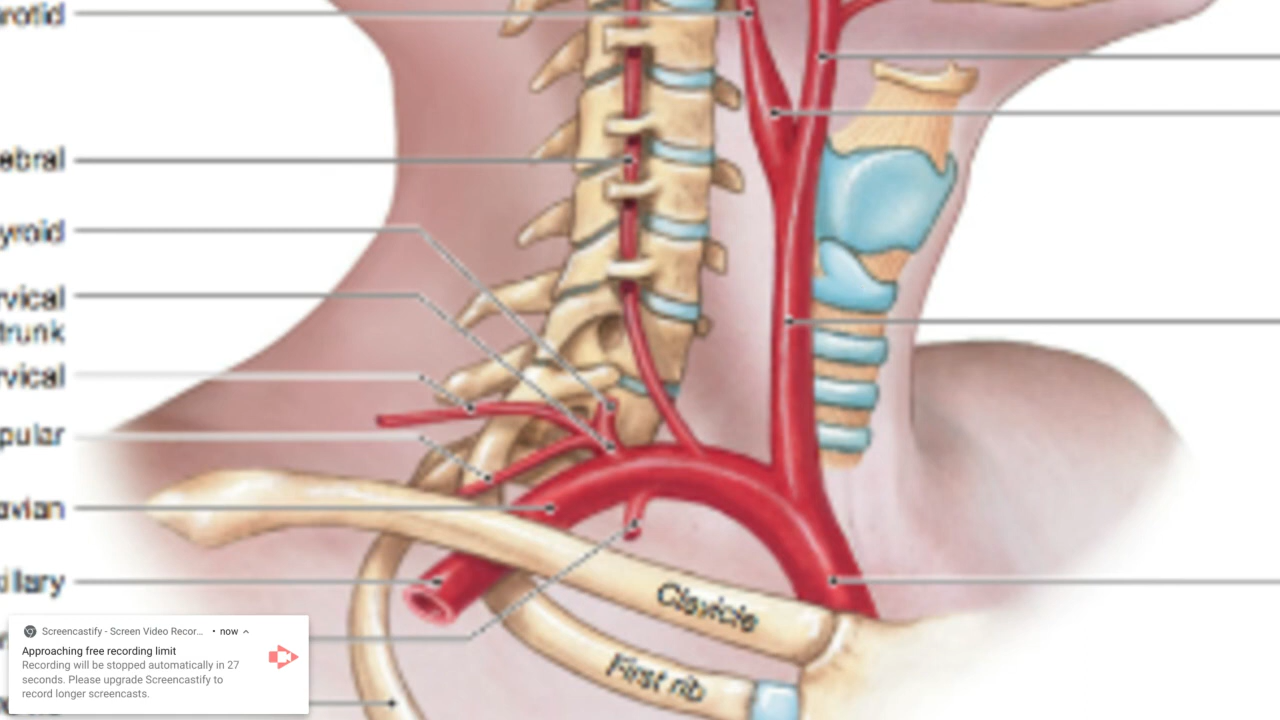 arotid
ebral
yroid
rvical
trunk
rvical
pular
avian
illary
Clavicle
First rib
Screencastify - Screen Video Recor... • now
Approaching free recording limit
Recording will be stopped automatically in 27
seconds. Please upgrade Screencastify to
record longer screencasts.